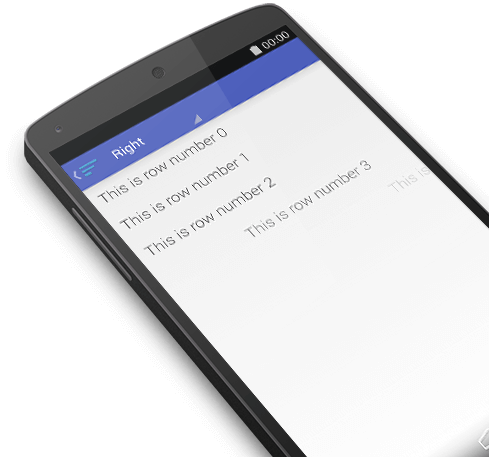 00:00
Right
This is row number 0
This is row number 1
This is row number 2
This is row number 3
This is